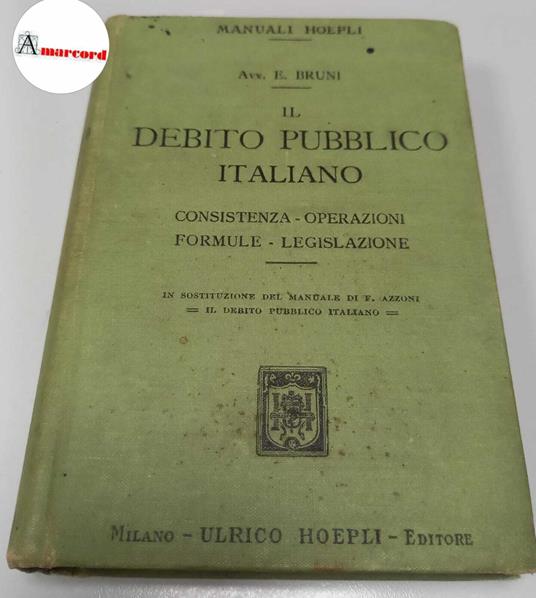 Amarcord
MANUALI HOEPLI
Avv. E. BRUNI
IL
DEBITO PUBBLICO
ITALIANO
CONSISTENZA - OPERAZIONI
FORMULE - LEGISLAZIONE
IN SOSTITUZIONE DEL MANUALE DI F. AZZONI
= IL DEBITO PUBBLICO ITALIANO =
MILANO - ULRICO HOEPLI - EDITORE